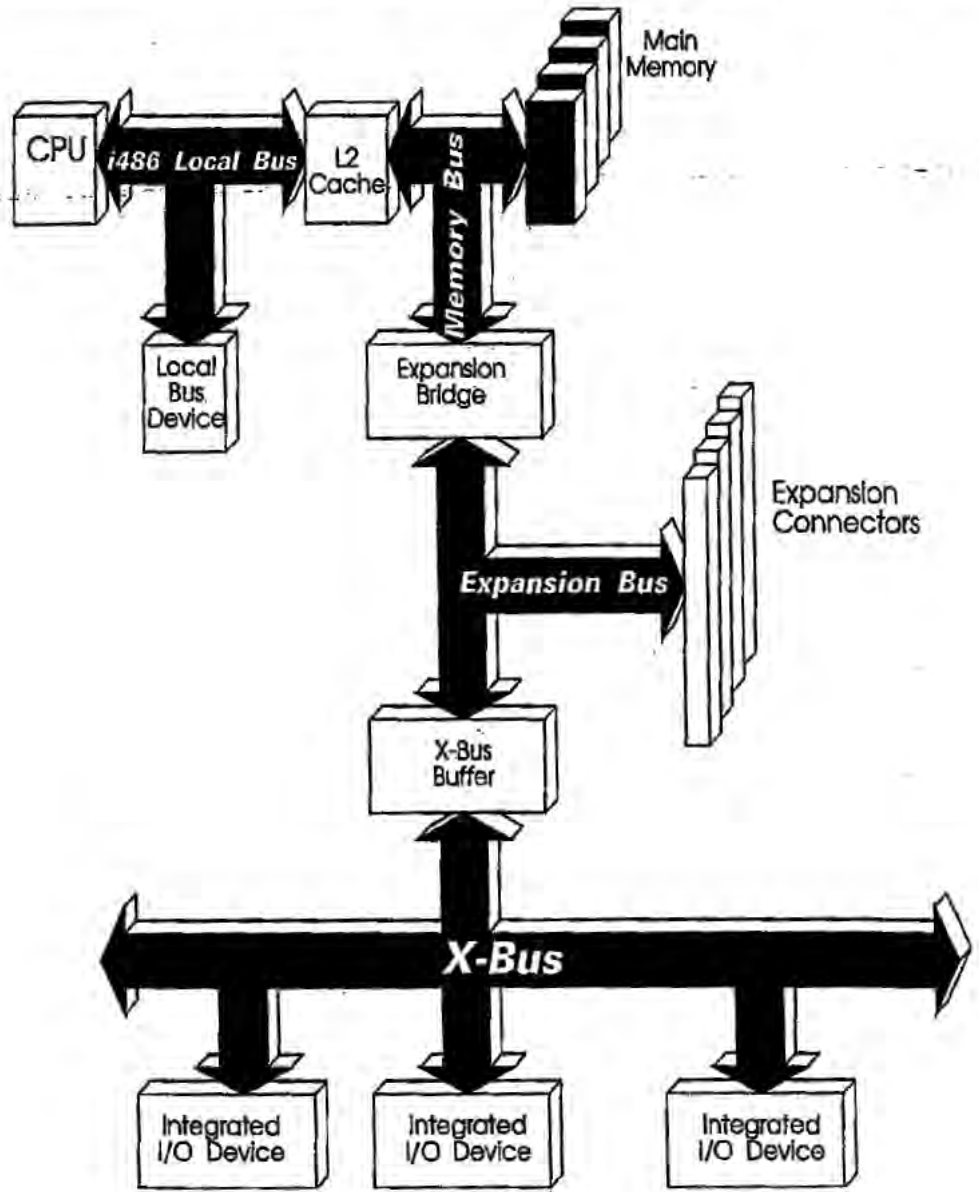 Main
Memory
CPU
i486 Local Bus
L2
Cache
Memory Bus
Local
Bus
Device
Expansion
Bridge
Expansion
Connectors
Expansion Bus
X-Bus
Buffer
X-Bus
Integrated
I/O Device
Integrated
I/O Device
Integrated
I/O Device